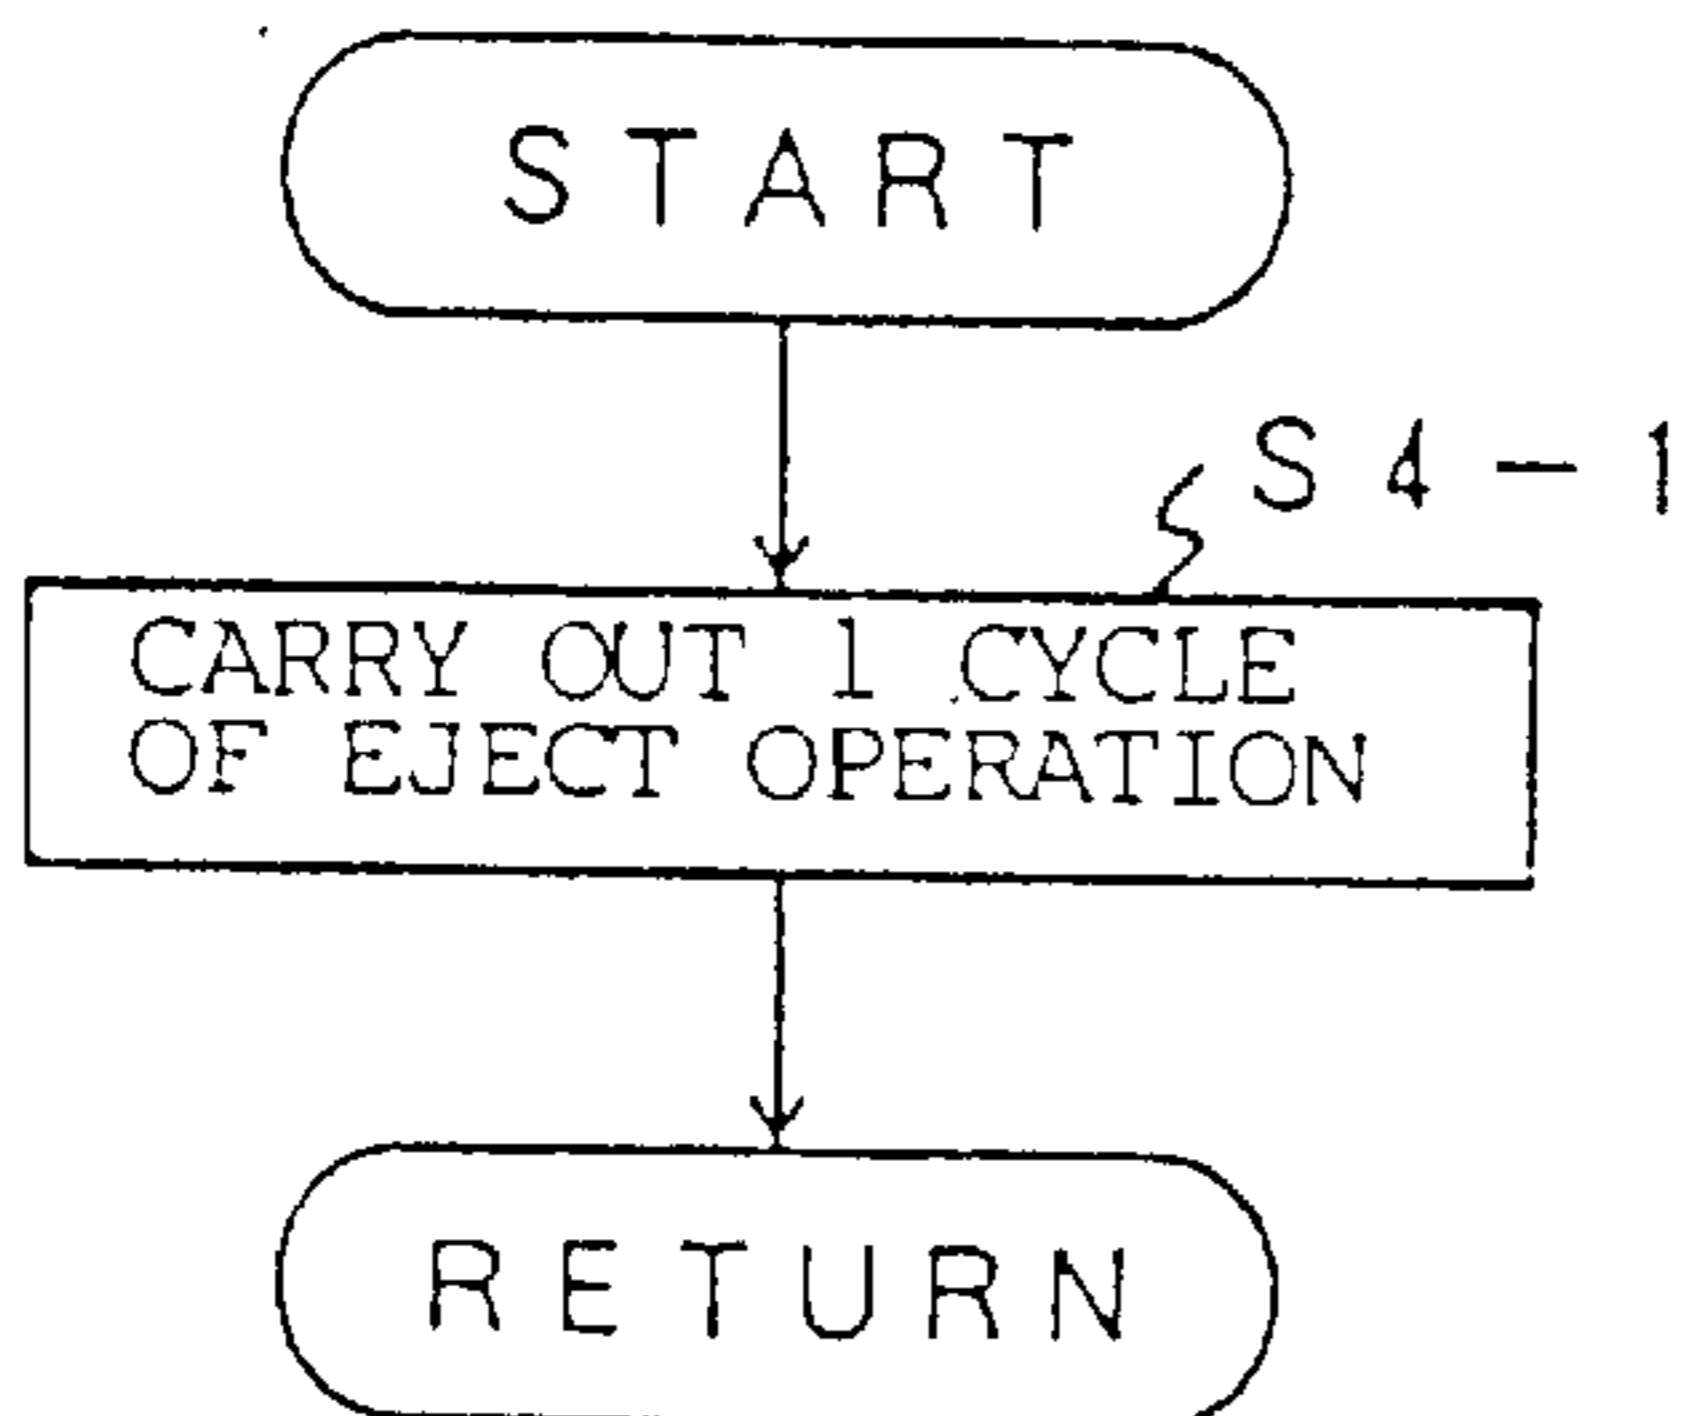 START
S4-1
CARRY OUT 1 CYCLE
OF EJECT OPERATION
RETURN